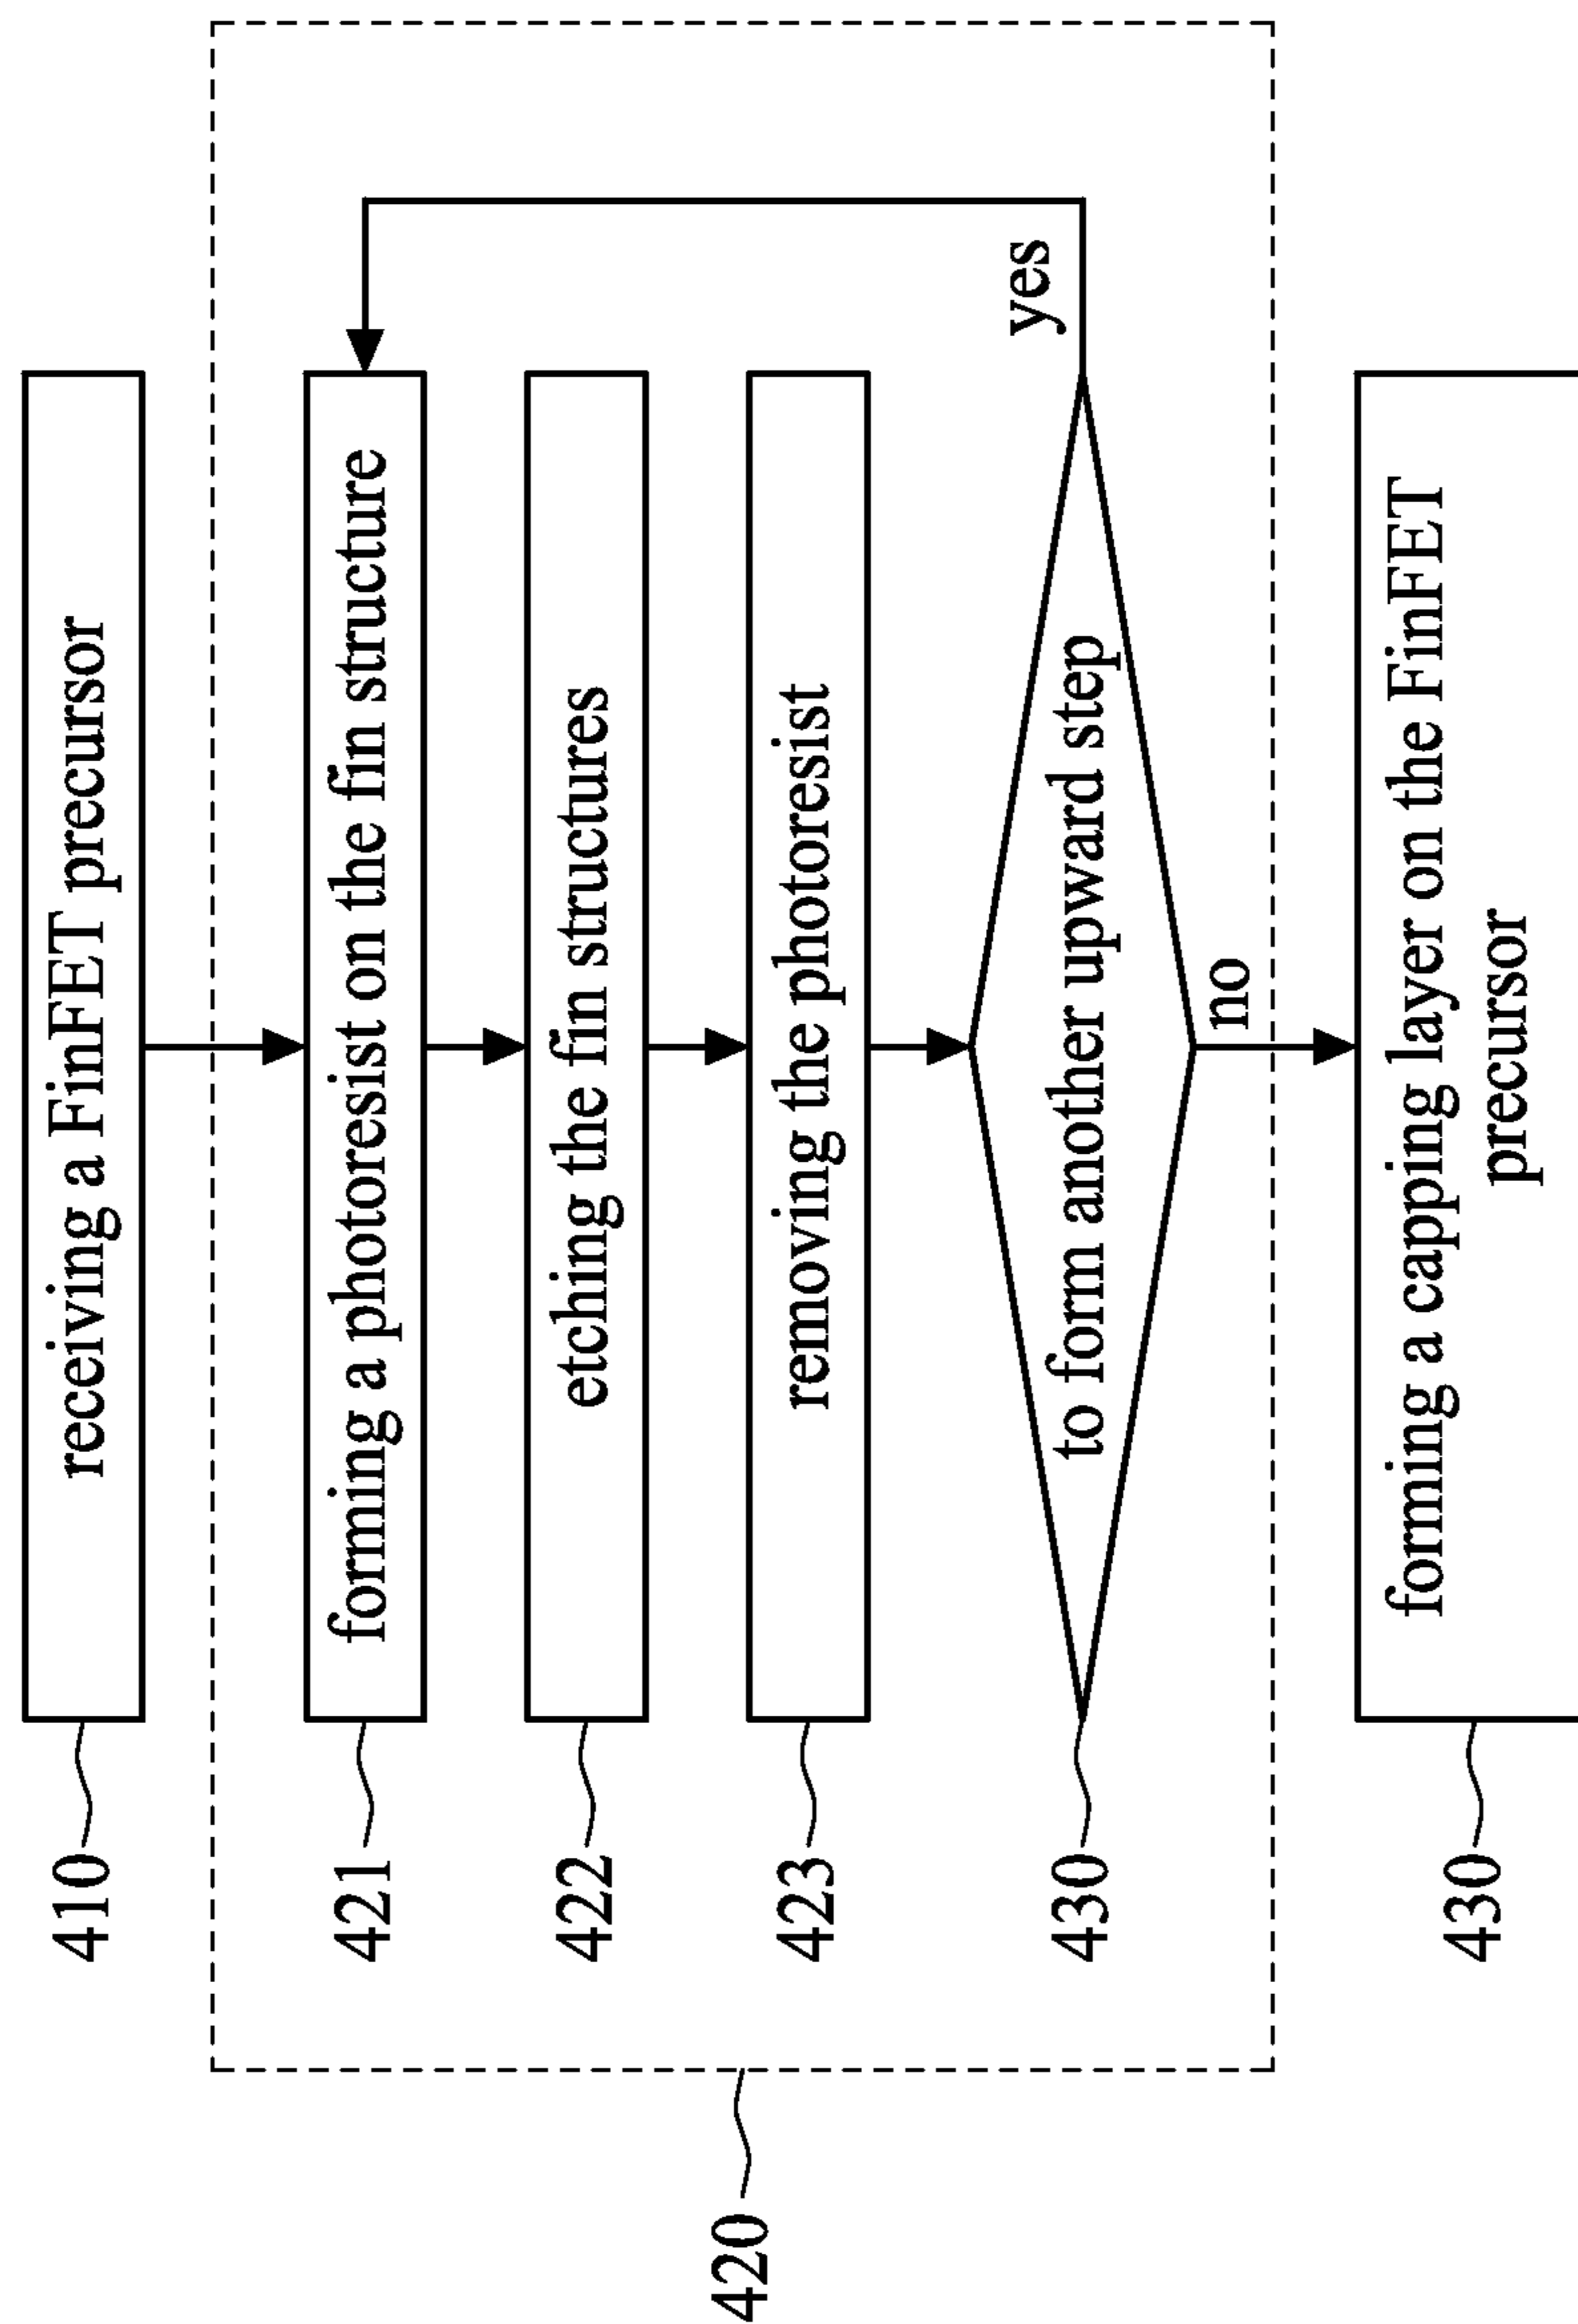 410
receiving a FinFET precursor
420
421
forming a photoresist on the fin structure
422
etching the fin structures
423
removing the photoresist
430
to form another upward step
yes
no
430
forming a capping layer on the FinFET
precursor